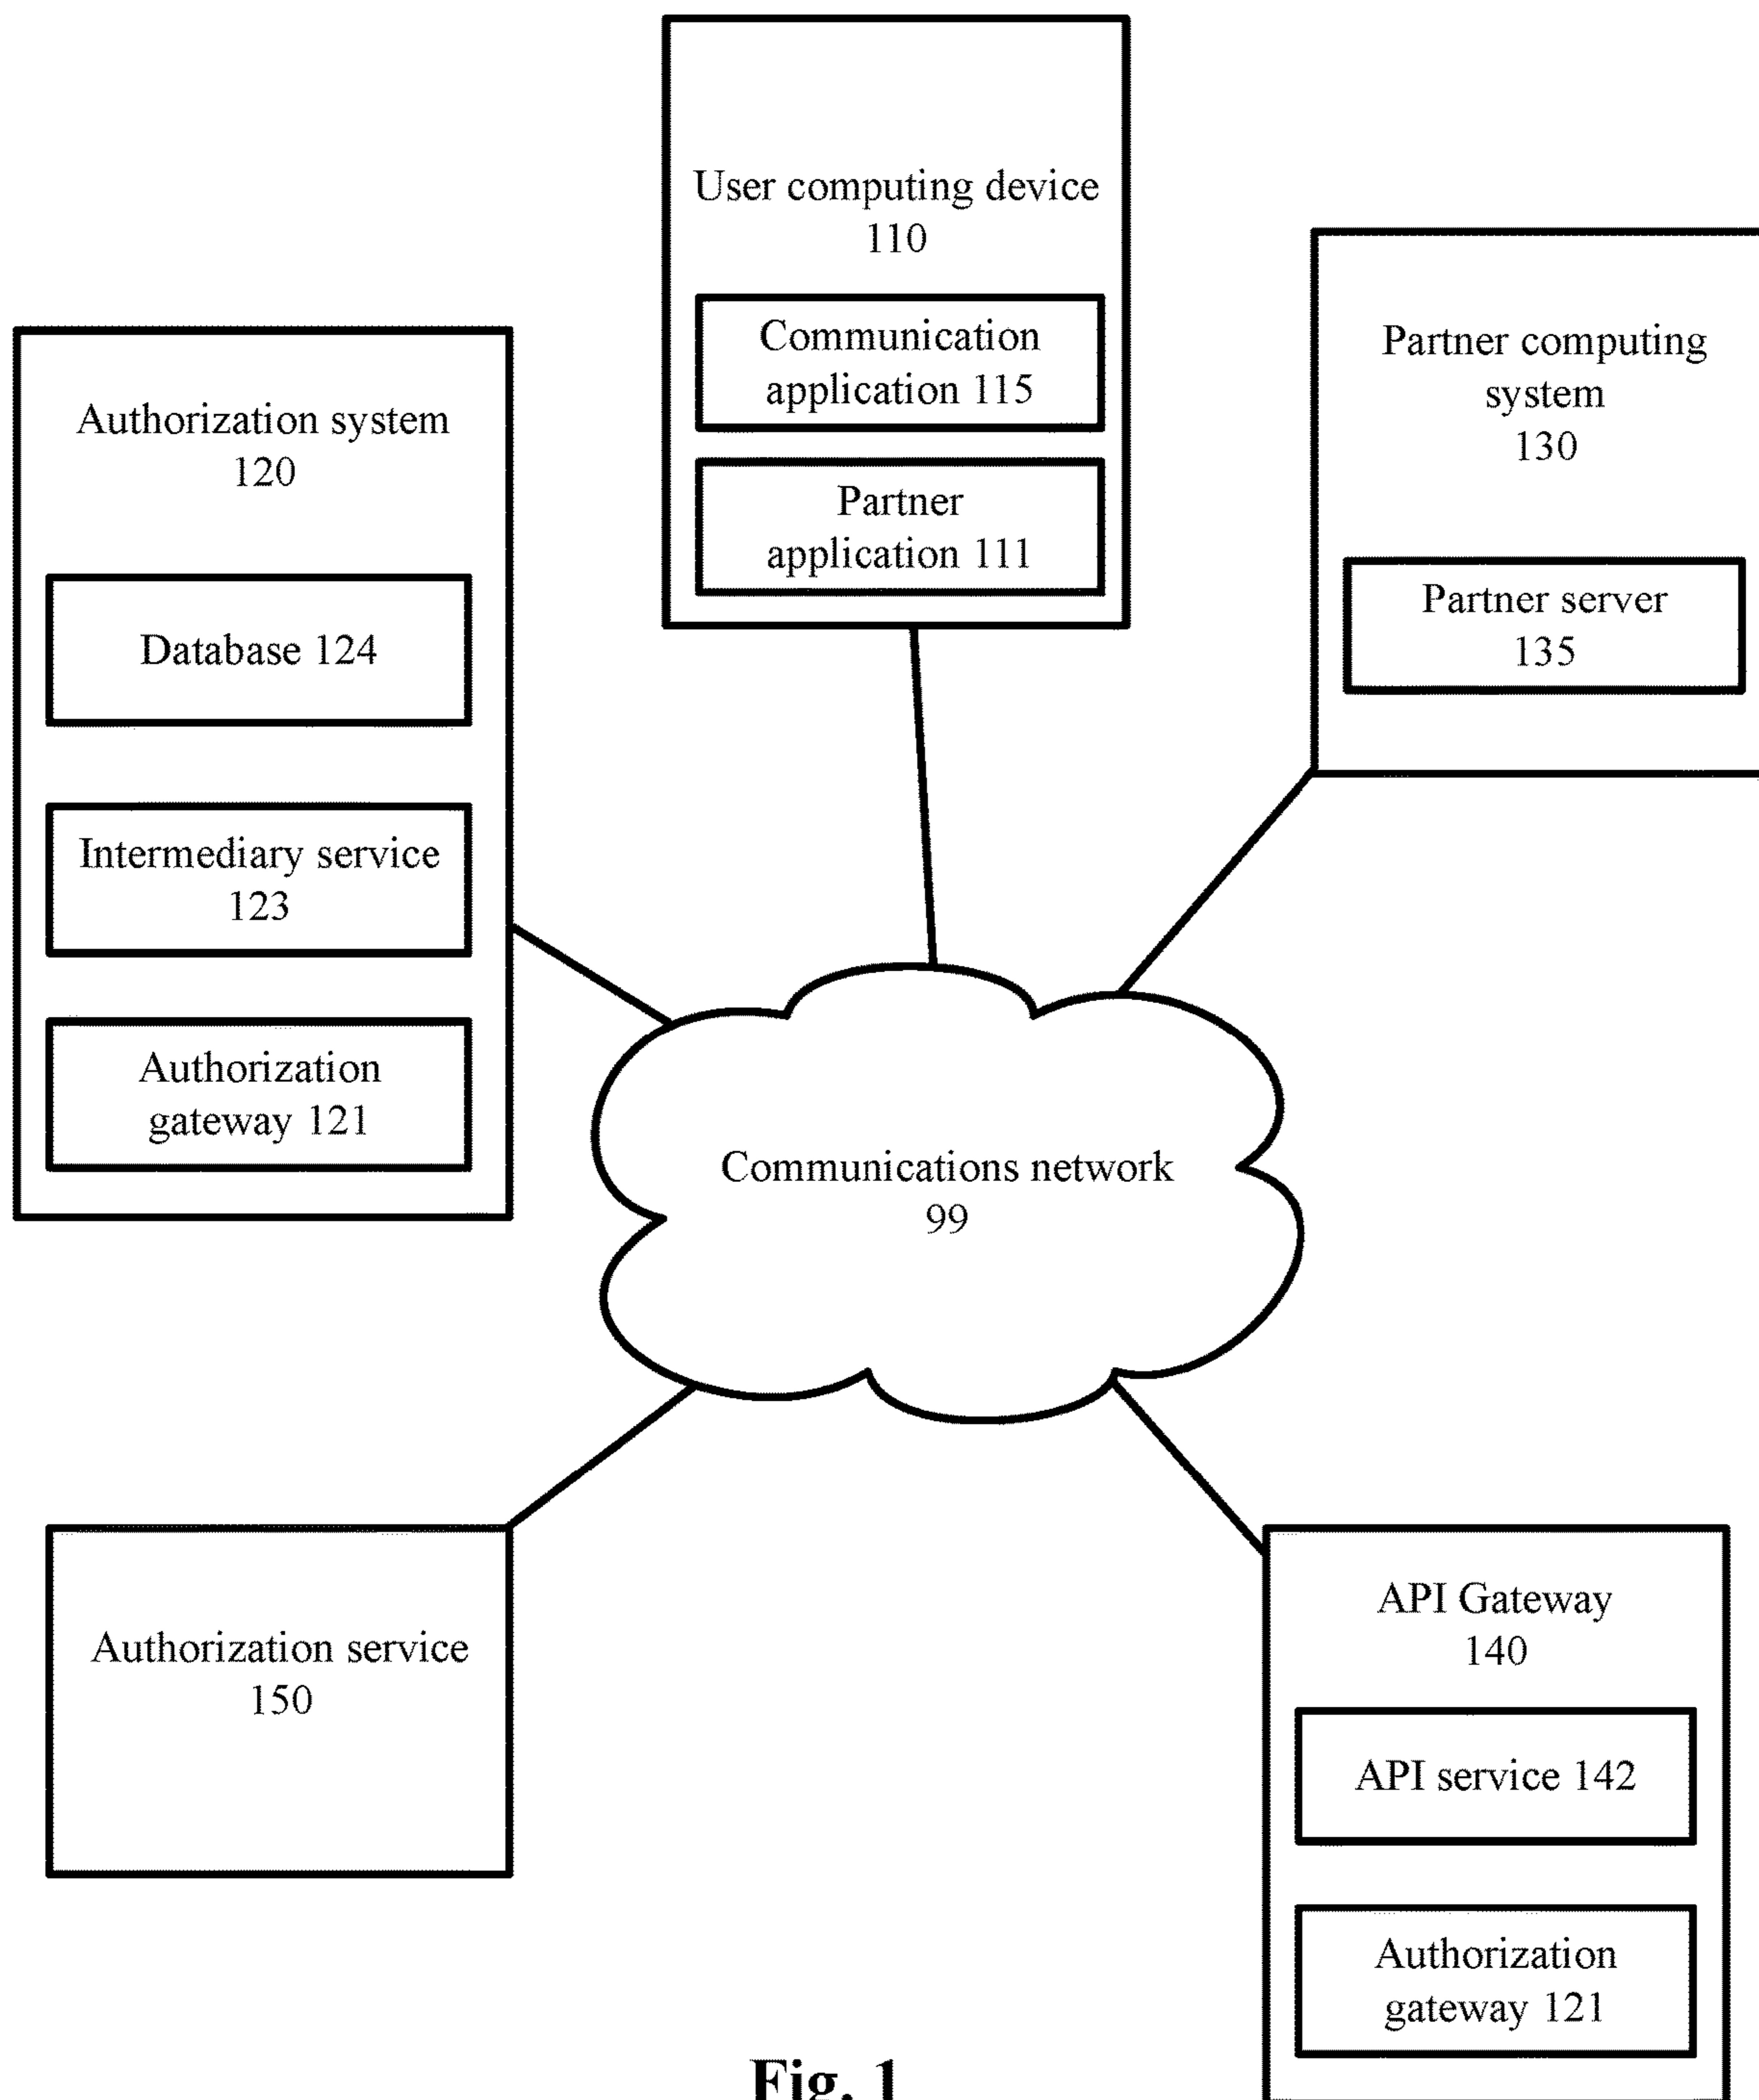 User computing device
110
Communication
application 115
Partner
application 111
Partner computing
system
130
Partner server
135
Authorization system
120
Database 124
Intermediary service
123
Authorization
gateway 121
Communications network
99
Authorization service
150
API Gateway
140
API service 142
Authorization
gateway 121
Fig. 1